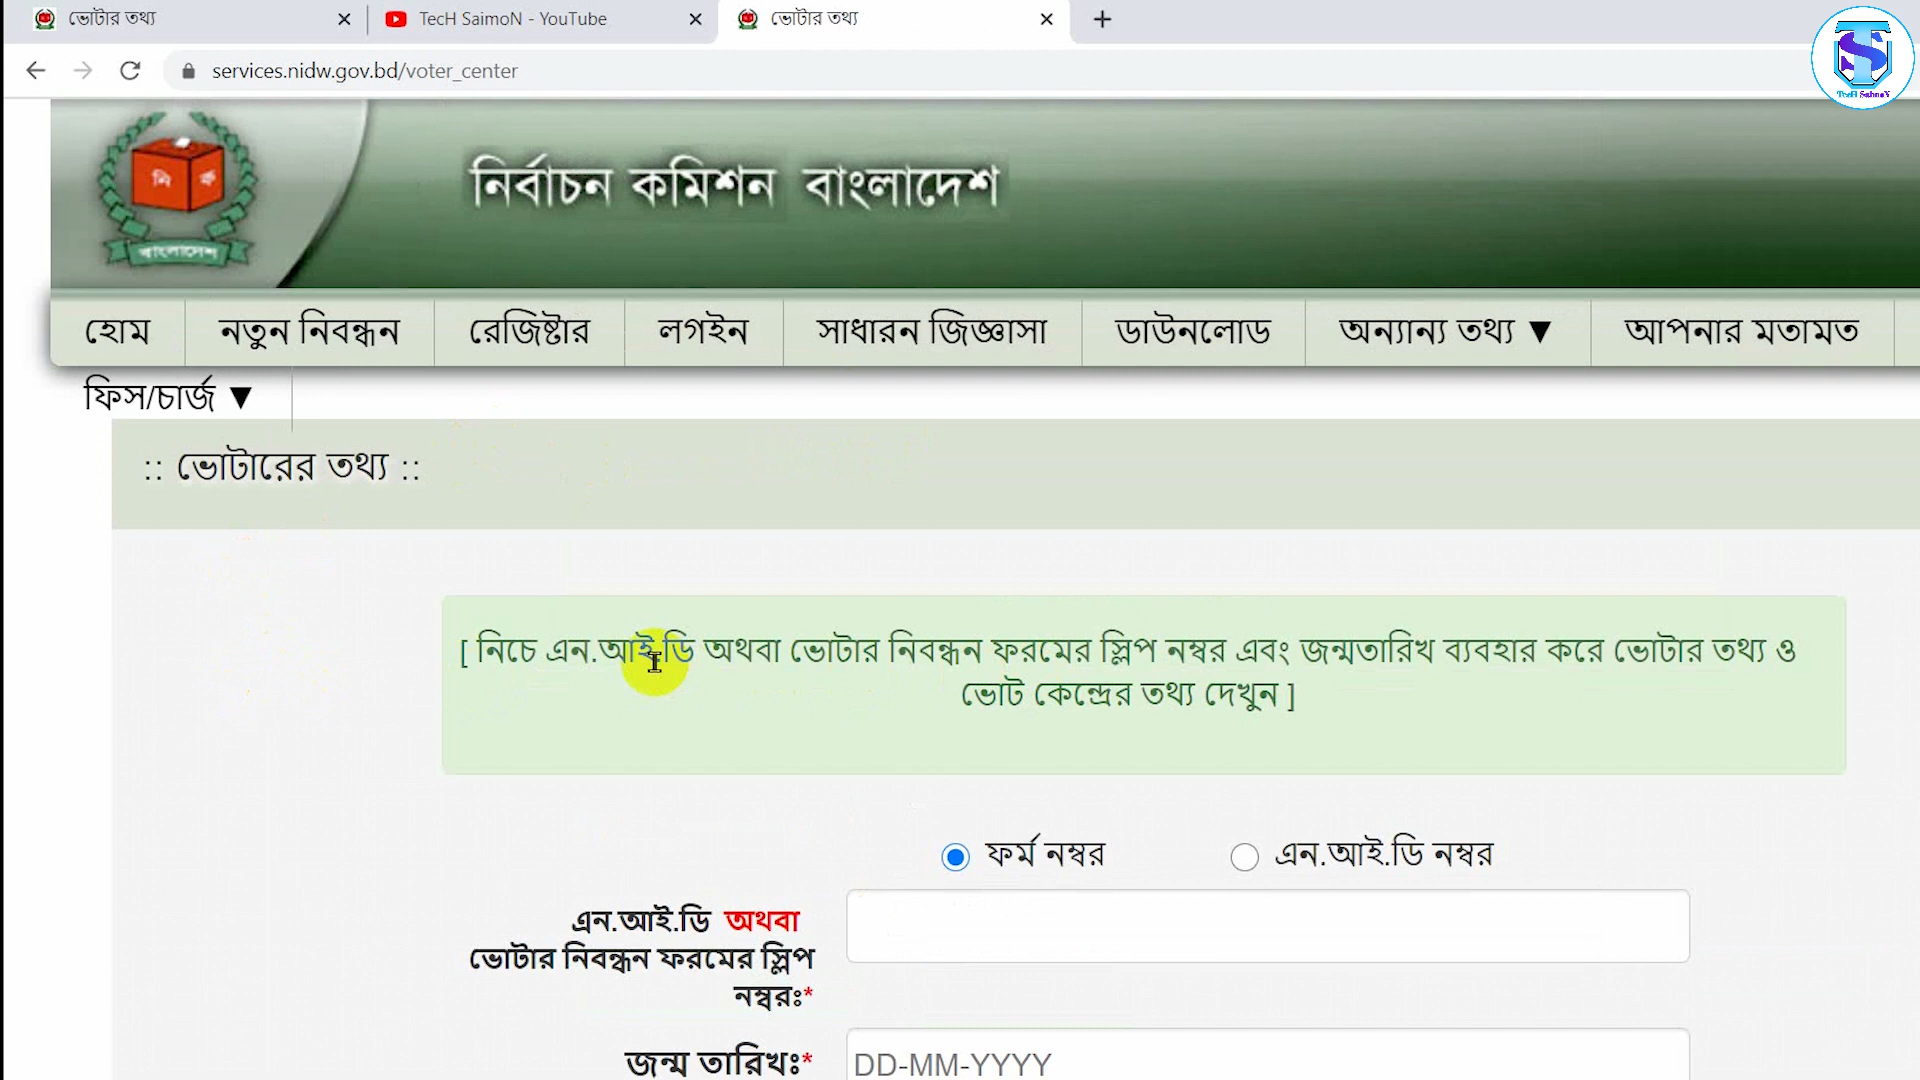 ভোটার তথ্য
TecH SaimoN - YouTube
ভোটার তথ্য
services.nidw.gov.bd/voter_center
TecH SaimoN
নি ক
বাংলাদেশ
নির্বাচন কমিশন বাংলাদেশ
হোম নতুন নিবন্ধন রেজিষ্টার লগইন সাধারন জিজ্ঞাসা ডাউনলোড অন্যান্য তথ্য ▼ আপনার মতামত
ফিস/চার্জ ▼
:: ভোটারের তথ্য ::
[ নিচে এন.আই.ডি অথবা ভোটার নিবন্ধন ফরমের স্লিপ নম্বর এবং জন্মতারিখ ব্যবহার করে ভোটার তথ্য ও
ভোট কেন্দ্রের তথ্য দেখুন ]
ফর্ম নম্বর এন.আই.ডি নম্বর
এন.আই.ডি অথবা
ভোটার নিবন্ধন ফরমের স্লিপ
নম্বরঃ*
জন্ম তারিখঃ* DD-MM-YYYY